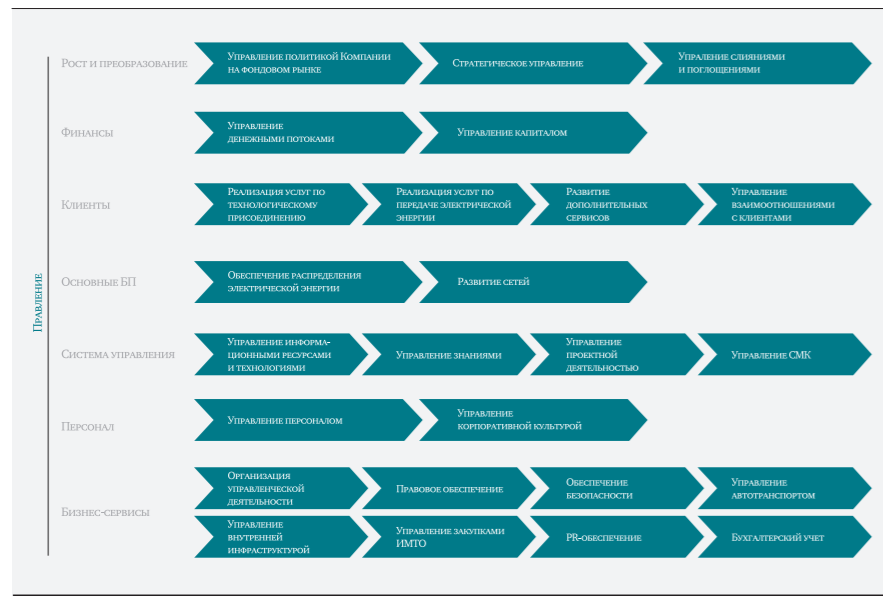 Правление
Рост и преобразование
Управление политикой Компании
на фондовом рынке
Стратегическое управление
Упраление слияниями
и поглощениями
Финансы
Управление
денежными потоками
Управление капиталом
Клиенты
Реализация услуг по
технологическому
присоединению
Реализация услуг по
передаче электрической
энергии
Развитие
дополнительных
сервисов
Управление
взаимоотношениями
с клиентами
Основные БП
Обеспечение распределения
электрической энергии
Развитие сетей
Система управления
Управление информа-
ционными ресурсами
и технологиями
Управление знаниями
Управление
проектной
деятельностью
Управление СМК
Персонал
Управление персоналом
Управление
корпоративной культурой
Бизнес-сервисы
Организация
управленческой
деятельности
Правовое обеспечение
Обеспечение
безопасности
Управление
автотранспортом
Управление
внутренней
инфраструктурой
Управление закупками
ИМТО
PR-обеспечение
Бухгалтерский учет